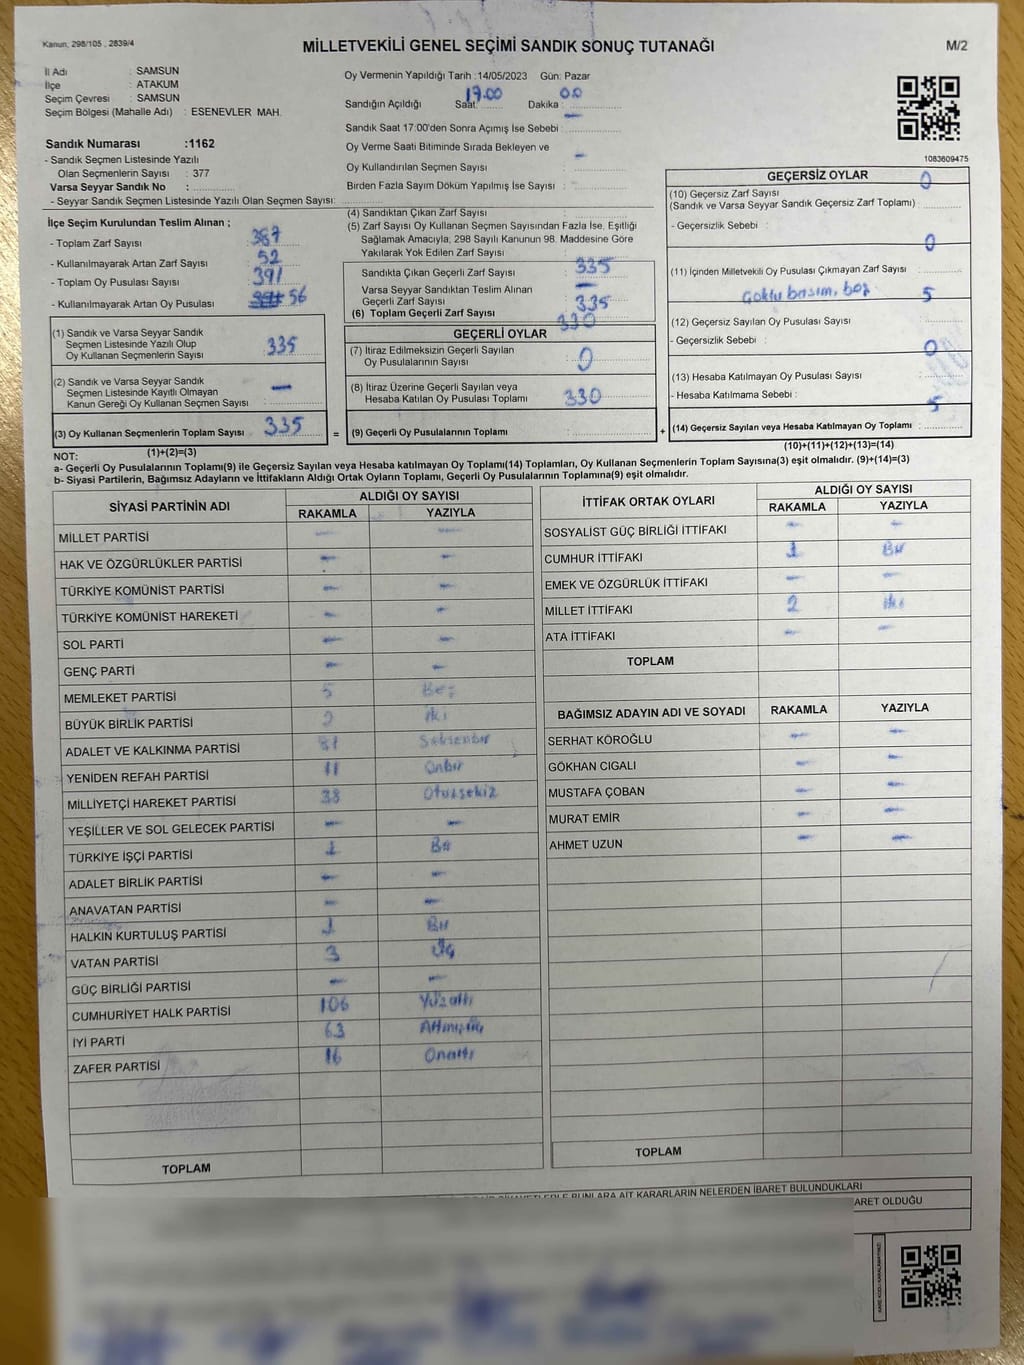 Kanun, 298/105 , 2839/4
MİLLETVEKİLİ GENEL SEÇİMİ SANDIK SONUÇ TUTANAĞI
M/2
İl Adı : SAMSUN
İlçe : ATAKUM
Seçim Çevresi : SAMSUN
Seçim Bölgesi (Mahalle Adı) : ESENEVLER MAH.
Sandık Numarası :1162
- Sandık Seçmen Listesinde Yazılı
Olan Seçmenlerin Sayısı : 377
Varsa Seyyar Sandık No :
- Seyyar Sandık Seçmen Listesinde Yazılı Olan Seçmen Sayısı:
Oy Vermenin Yapıldığı Tarih :14/05/2023 Gün: Pazar
Sandığın Açıldığı Saat: 17.00 Dakika : 00
Sandık Saat 17:00'den Sonra Açımış İse Sebebi : —
Oy Verme Saati Bitiminde Sırada Bekleyen ve
Oy Kullandırılan Seçmen Sayısı : —
Birden Fazla Sayım Döküm Yapılmış İse Sayısı :
1083609475
İlçe Seçim Kurulundan Teslim Alınan ;
- Toplam Zarf Sayısı : 387
- Kullanılmayarak Artan Zarf Sayısı : 52
- Toplam Oy Pusulası Sayısı : 391
- Kullanılmayarak Artan Oy Pusulası : 56
(1) Sandık ve Varsa Seyyar Sandık
Seçmen Listesinde Yazılı Olup
Oy Kullanan Seçmenlerin Sayısı : 335
(2) Sandık ve Varsa Seyyar Sandık
Seçmen Listesinde Kayıtlı Olmayan
Kanun Gereği Oy Kullanan Seçmen Sayısı : —
(3) Oy Kullanan Seçmenlerin Toplam Sayısı : 335
(1)+(2)=(3)
(4) Sandıktan Çıkan Zarf Sayısı :
(5) Zarf Sayısı Oy Kullanan Seçmen Sayısından Fazla İse, Eşitliği
Sağlamak Amacıyla, 298 Sayılı Kanunun 98. Maddesine Göre
Yakılarak Yok Edilen Zarf Sayısı :
Sandıkta Çıkan Geçerli Zarf Sayısı : 335
Varsa Seyyar Sandıktan Teslim Alınan
Geçerli Zarf Sayısı : —
(6) Toplam Geçerli Zarf Sayısı : 335
GEÇERLİ OYLAR 330
(7) İtiraz Edilmeksizin Geçerli Sayılan
Oy Pusulalarının Sayısı : 0
(8) İtiraz Üzerine Geçerli Sayılan veya
Hesaba Katılan Oy Pusulası Toplamı : 330
= (9) Geçerli Oy Pusulalarının Toplamı :
GEÇERSİZ OYLAR
(10) Geçersiz Zarf Sayısı 0
(Sandık ve Varsa Seyyar Sandık Geçersiz Zarf Toplamı) :
- Geçersizlik Sebebi :
0
(11) İçinden Milletvekili Oy Pusulası Çıkmayan Zarf Sayısı :
5
(12) Geçersiz Sayılan Oy Pusulası Sayısı :
- Geçersizlik Sebebi :
0
(13) Hesaba Katılmayan Oy Pusulası Sayısı :
- Hesaba Katılmama Sebebi :
5
+ (14) Geçersiz Sayılan veya Hesaba Katılmayan Oy Toplamı :
(10)+(11)+(12)+(13)=(14)
NOT:
a- Geçerli Oy Pusulalarının Toplamı(9) ile Geçersiz Sayılan veya Hesaba katılmayan Oy Toplamı(14) Toplamları, Oy Kullanan Seçmenlerin Toplam Sayısına(3) eşit olmalıdır. (9)+(14)=(3)
b- Siyasi Partilerin, Bağımsız Adayların ve İttifakların Aldığı Ortak Oyların Toplamı, Geçerli Oy Pusulalarının Toplamına(9) eşit olmalıdır.
SİYASİ PARTİNİN ADI ALDIĞI OY SAYISI
RAKAMLA YAZIYLA
MİLLET PARTİSİ — —
HAK VE ÖZGÜRLÜKLER PARTİSİ — —
TÜRKİYE KOMÜNİST PARTİSİ — —
TÜRKİYE KOMÜNİST HAREKETİ — —
SOL PARTİ — —
GENÇ PARTİ — —
MEMLEKET PARTİSİ 5 Beş
BÜYÜK BİRLİK PARTİSİ 2 iki
ADALET VE KALKINMA PARTİSİ 81 Seksenbir
YENİDEN REFAH PARTİSİ 11 Onbir
MİLLİYETÇİ HAREKET PARTİSİ 38 Otuzsekiz
YEŞİLLER VE SOL GELECEK PARTİSİ — —
TÜRKİYE İŞÇİ PARTİSİ 1 Bir
ADALET BİRLİK PARTİSİ — —
ANAVATAN PARTİSİ — —
HALKIN KURTULUŞ PARTİSİ 1 Bir
VATAN PARTİSİ 3 Üç
GÜÇ BİRLİĞİ PARTİSİ — —
CUMHURİYET HALK PARTİSİ 106 Yüzaltı
İYİ PARTİ 63 Altmışüç
ZAFER PARTİSİ 16 Onaltı
TOPLAM
İTTİFAK ORTAK OYLARI ALDIĞI OY SAYISI
RAKAMLA YAZIYLA
SOSYALİST GÜÇ BİRLİĞİ İTTİFAKI — —
CUMHUR İTTİFAKI 1 Bir
EMEK VE ÖZGÜRLÜK İTTİFAKI — —
MİLLET İTTİFAKI 2 iki
ATA İTTİFAKI — —
TOPLAM
BAĞIMSIZ ADAYIN ADI VE SOYADI RAKAMLA YAZIYLA
SERHAT KÖROĞLU — —
GÖKHAN CIGALI — —
MUSTAFA ÇOBAN — —
MURAT EMİR — —
AHMET UZUN — —
TOPLAM
BUNLARA AİT KARARLARIN NELERDEN İBARET BULUNDUKLARI
OLDUĞU